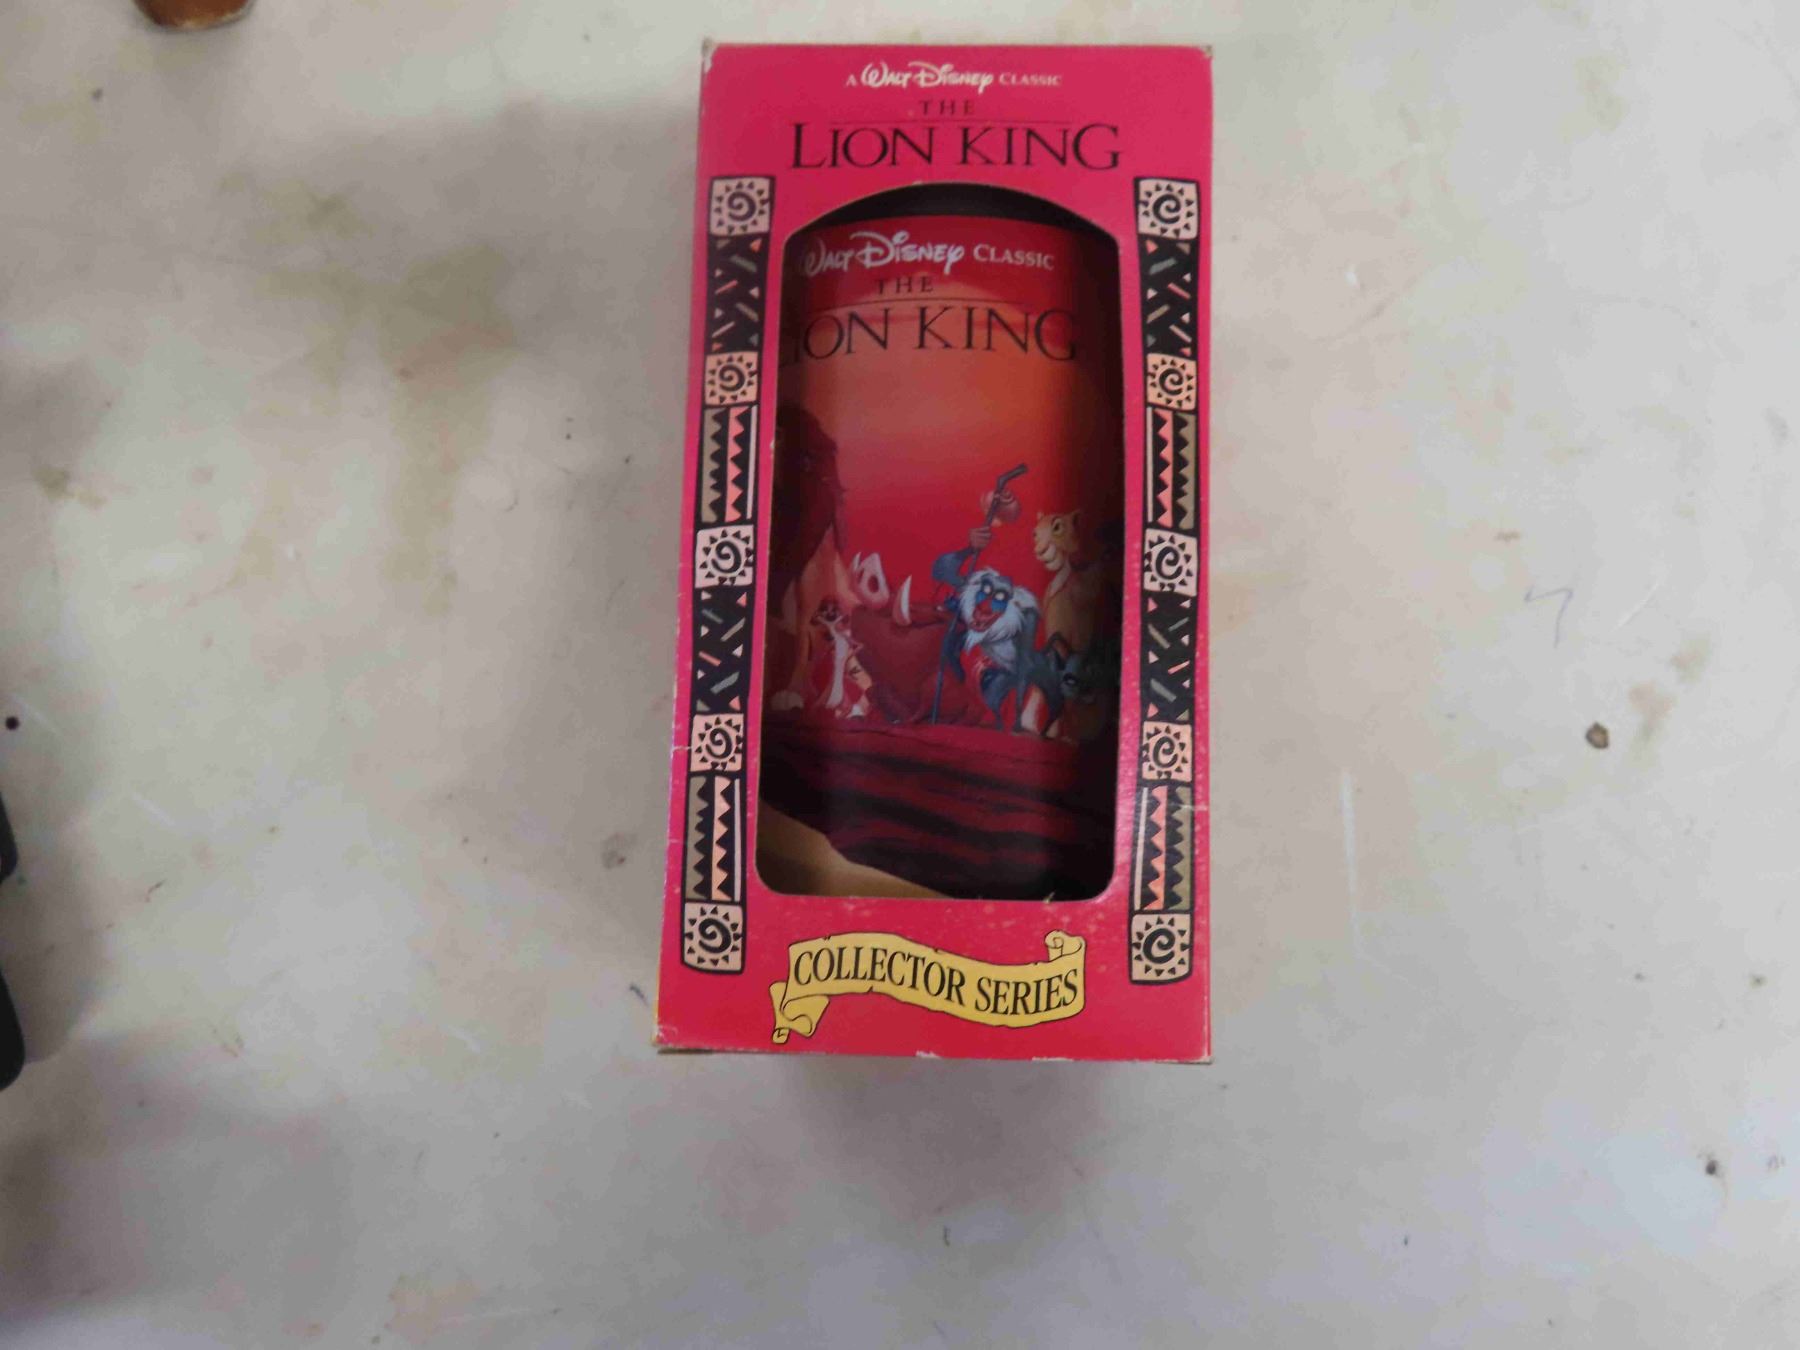 A Walt Disney CLASSIC
THE
LION KING
Walt Disney CLASSIC
THE
ION KING
COLLECTOR SERIES